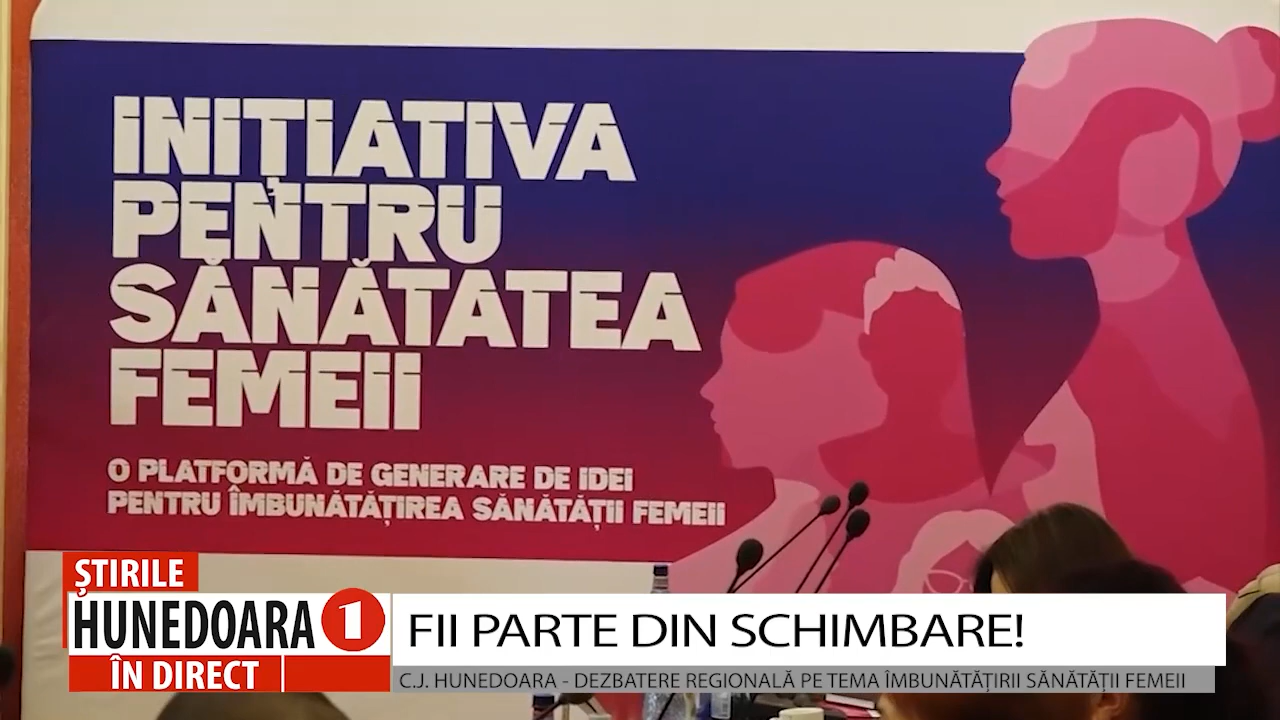 INIȚIATIVA
PENTRU
SĂNĂTATEA
FEMEII
O PLATFORMĂ DE GENERARE DE IDEI
PENTRU ÎMBUNĂTĂȚIREA SĂNĂTĂȚII FEMEII
ȘTIRILE
HUNEDOARA 1
ÎN DIRECT
FII PARTE DIN SCHIMBARE!
C.J. HUNEDOARA - DEZBATERE REGIONALĂ PE TEMA ÎMBUNĂTĂȚIRII SĂNĂTĂȚII FEMEII